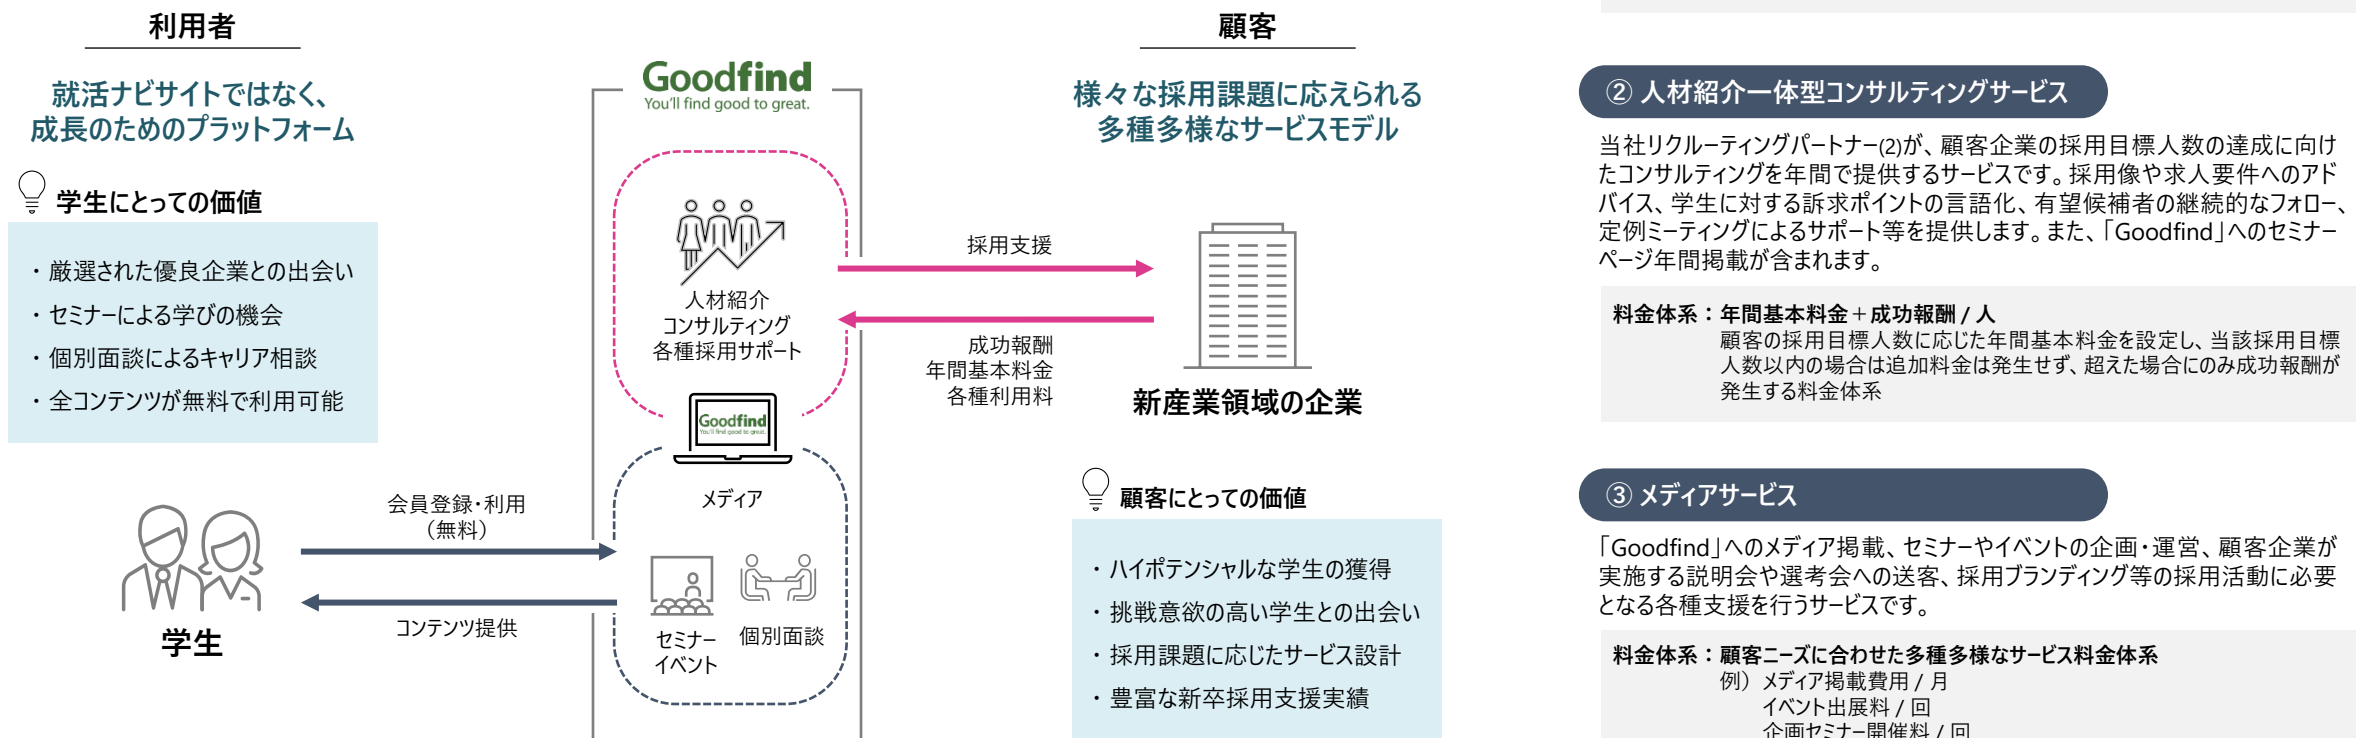 利用者
就活ナビサイトではなく、
成長のためのプラットフォーム
学生にとっての価値
・厳選された優良企業との出会い
・セミナーによる学びの機会
・個別面談によるキャリア相談
・全コンテンツが無料で利用可能
学生
会員登録・利用
（無料）
コンテンツ提供
Goodfind
You'll find good to great.
人材紹介
コンサルティング
各種採用サポート
Goodfind
You'll find good to great.
メディア
セミナー
イベント
個別面談
採用支援
成功報酬
年間基本料金
各種利用料
顧客
様々な採用課題に応えられる
多種多様なサービスモデル
新産業領域の企業
顧客にとっての価値
・ハイポテンシャルな学生の獲得
・挑戦意欲の高い学生との出会い
・採用課題に応じたサービス設計
・豊富な新卒採用支援実績
② 人材紹介一体型コンサルティングサービス
当社リクルーティングパートナー(2)が、顧客企業の採用目標人数の達成に向け
たコンサルティングを年間で提供するサービスです。採用像や求人要件へのアド
バイス、学生に対する訴求ポイントの言語化、有望候補者の継続的なフォロー、
定例ミーティングによるサポート等を提供します。また、「Goodfind」へのセミナー
ページ年間掲載が含まれます。
料金体系：年間基本料金＋成功報酬 / 人
顧客の採用目標人数に応じた年間基本料金を設定し、当該採用目標
人数以内の場合は追加料金は発生せず、超えた場合にのみ成功報酬が
発生する料金体系
③ メディアサービス
「Goodfind」へのメディア掲載、セミナーやイベントの企画・運営、顧客企業が
実施する説明会や選考会への送客、採用ブランディング等の採用活動に必要
となる各種支援を行うサービスです。
料金体系：顧客ニーズに合わせた多種多様なサービス料金体系
例）メディア掲載費用 / 月
イベント出展料 / 回
企画セミナー開催料 / 回